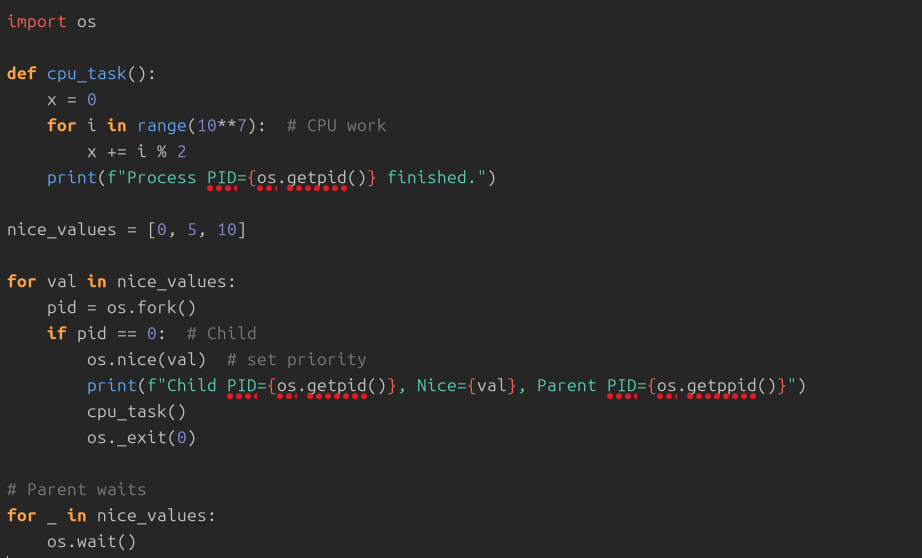 import os

def cpu_task():
    x = 0
    for i in range(10**7):  # CPU work
        x += i % 2
    print(f"Process PID={os.getpid()} finished.")

nice_values = [0, 5, 10]

for val in nice_values:
    pid = os.fork()
    if pid == 0:  # Child
        os.nice(val)  # set priority
        print(f"Child PID={os.getpid()}, Nice={val}, Parent PID={os.getppid()}")
        cpu_task()
        os._exit(0)

# Parent waits
for _ in nice_values:
    os.wait()